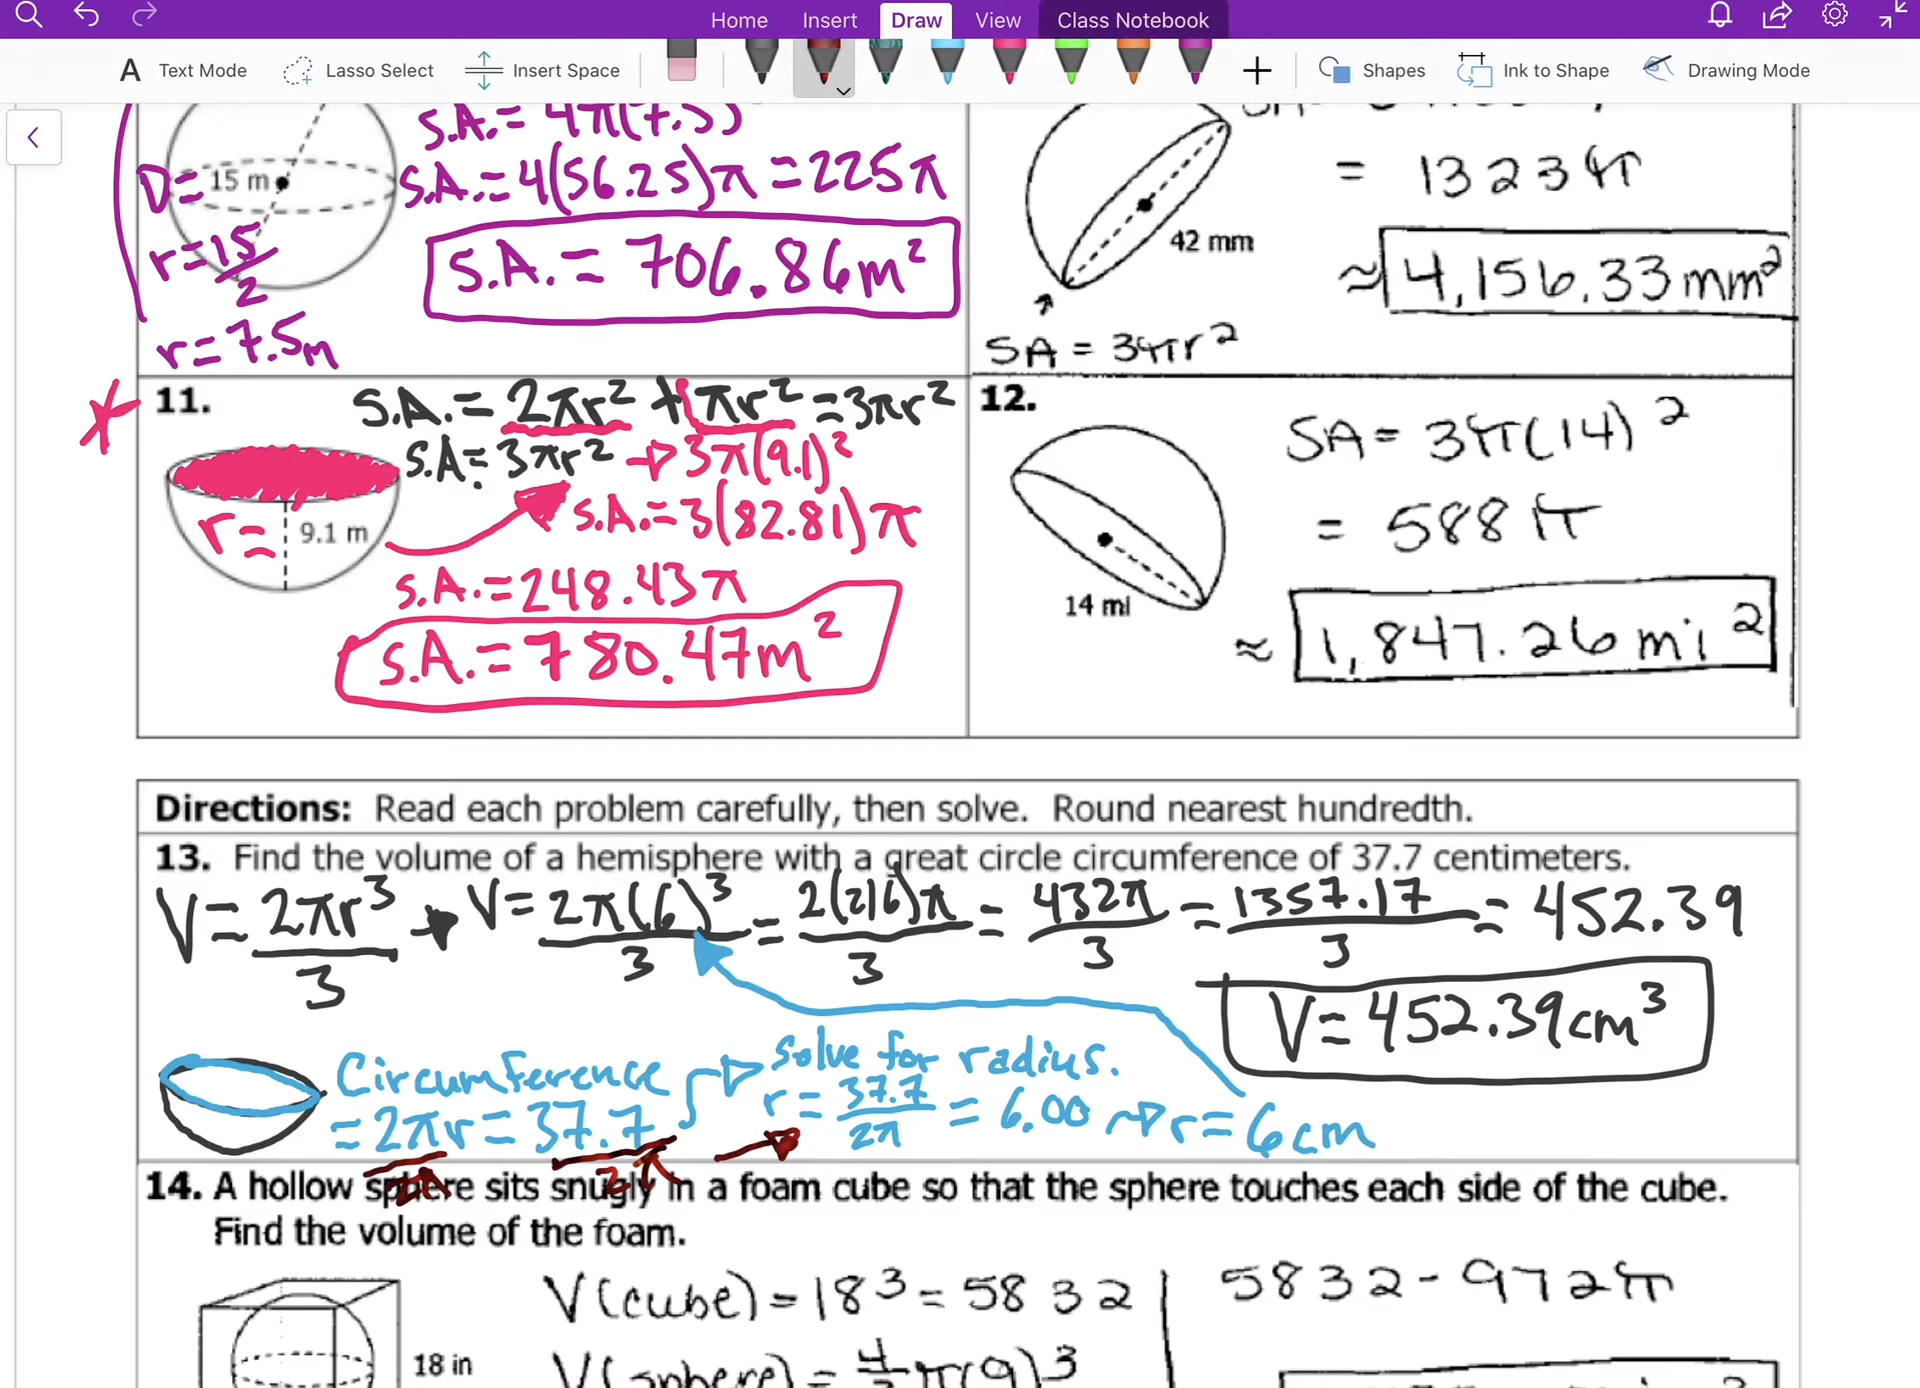 Home Insert Draw View Class Notebook
A Text Mode Lasso Select Insert Space Shapes Ink to Shape Drawing Mode
S.A. = 4π(7.5)
D = 15 m
S.A. = 4(56.25)π = 225π
r = 15/2
S.A. = 706.86m²
r = 7.5m
= 1323π
42 mm
≈ 4,156.33 mm²
SA = 3πr²
11.
S.A. = 2πr² + πr² = 3πr²
S.A. = 3πr² → 3π(9.1)²
r = 9.1 m
S.A. = 3(82.81)π
S.A. = 248.43π
S.A. = 780.47m²
12.
SA = 3π(14)²
= 588π
14 mi
≈ 1,847.26 mi²
Directions: Read each problem carefully, then solve. Round nearest hundredth.
13. Find the volume of a hemisphere with a great circle circumference of 37.7 centimeters.
V = 2πr³/3 → V = 2π(6)³/3 = 2(216)π/3 = 432π/3 = 1357.17/3 = 452.39
V = 452.39cm³
Circumference
= 2πr = 37.7
2π 2π
Solve for radius.
r = 37.7/2π = 6.00 → r = 6cm
14. A hollow sphere sits snugly in a foam cube so that the sphere touches each side of the cube.
Find the volume of the foam.
18 in
V(cube) = 18³ = 5832
V(sphere) = 4/3 π(9)³
5832 - 972π